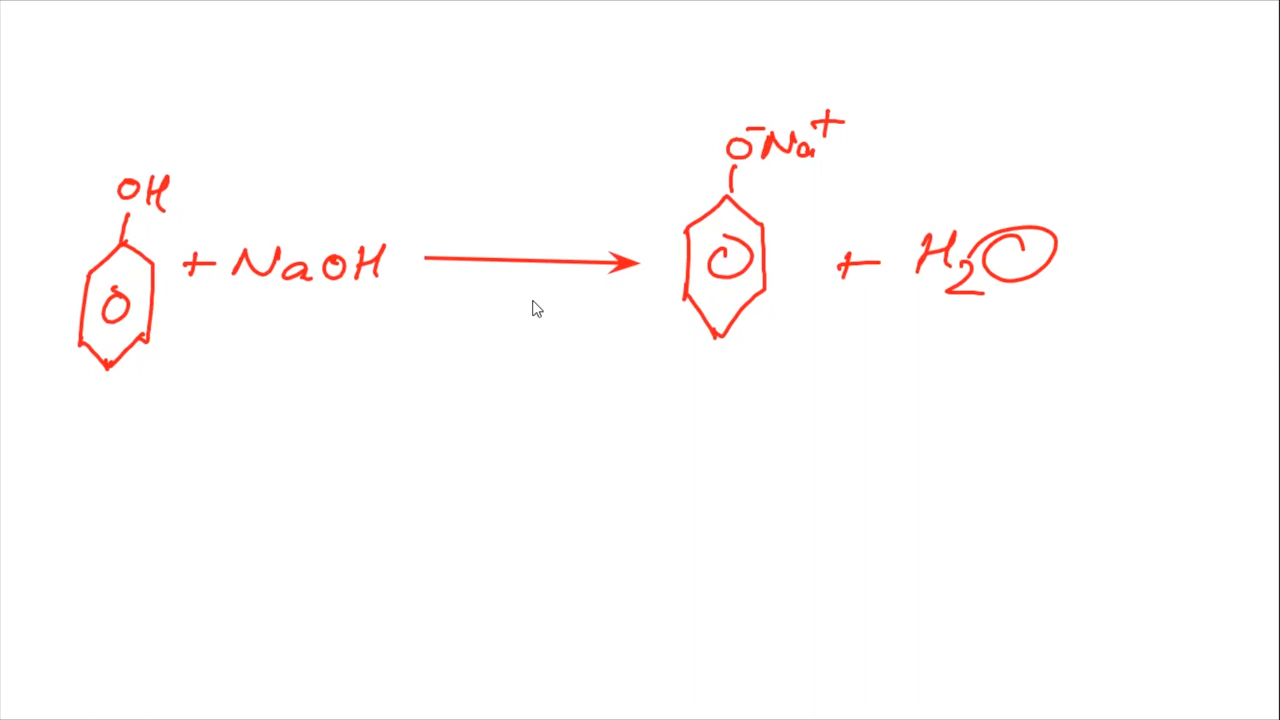 OH + NaOH ⟶ O⁻Na⁺ + H₂O